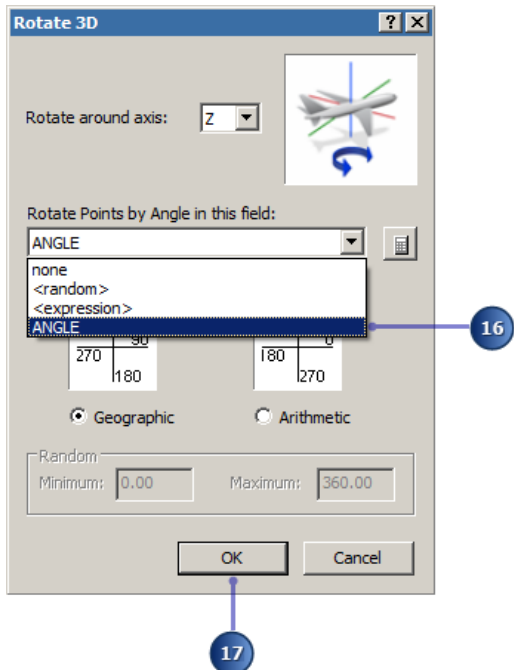 Rotate 3D
Rotate around axis: Z
Rotate Points by Angle in this field:
ANGLE
none
<random>
<expression>
ANGLE
16
90 0
270 180
180 270
Geographic Arithmetic
Random
Minimum: 0.00 Maximum: 360.00
OK Cancel
17